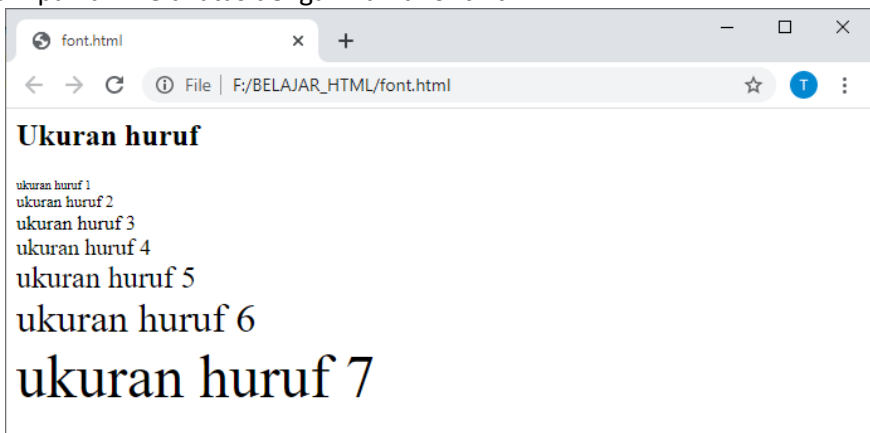 dengan
font.html
File F:/BELAJAR_HTML/font.html T
Ukuran huruf
ukuran huruf 1
ukuran huruf 2
ukuran huruf 3
ukuran huruf 4
ukuran huruf 5
ukuran huruf 6
ukuran huruf 7